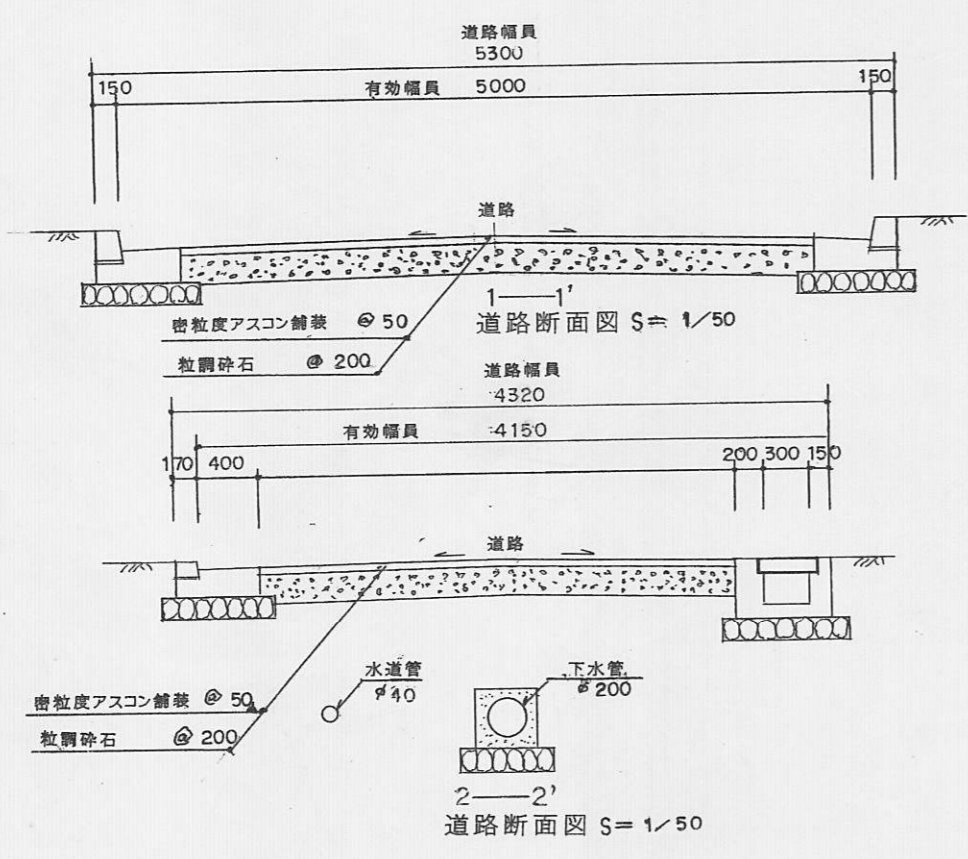 道路幅員
5300
150
有効幅員 5000
150
道路
1——1'
道路断面図 S= 1/50
密粒度アスコン舗装 @ 50
粒調砕石 @ 200
道路幅員
4320
有効幅員 4150
170 400
200 300 150
道路
水道管
φ40
下水管
φ200
密粒度アスコン舗装 @ 50
粒調砕石 @ 200
2——2'
道路断面図 S= 1/50